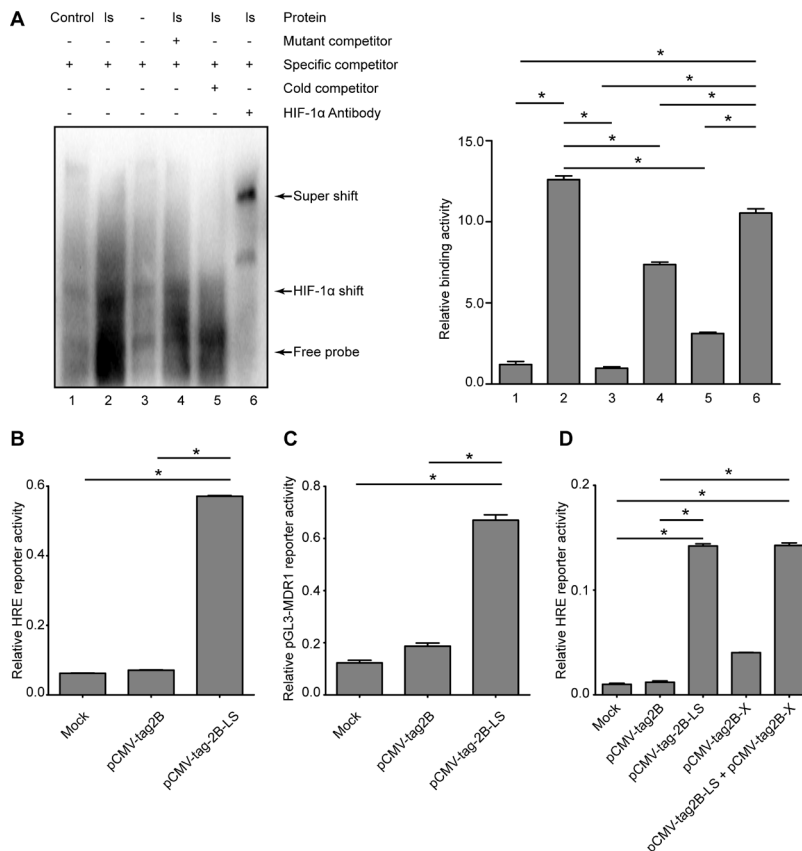 A
Control ls - ls ls ls Protein
- - - + - - Mutant competitor
+ + + + + + Specific competitor
- - - - + - Cold competitor
- - - - - + HIF-1α Antibody
Super shift
HIF-1α shift
Free probe
1 2 3 4 5 6
Relative binding activity
15.0
10.0
5.0
0.0
* * * * * * * *
1 2 3 4 5 6
B
Relative HRE reporter activity
0.6
0.4
0.2
0.0
* *
Mock
pCMV-tag2B
pCMV-tag-2B-LS
C
Relative pGL3-MDR1 reporter activity
0.8
0.6
0.4
0.2
0.0
* *
Mock
pCMV-tag2B
pCMV-tag-2B-LS
D
Relative HRE reporter activity
0.2
0.1
0.0
* * * *
Mock
pCMV-tag2B
pCMV-tag-2B-LS
pCMV-tag2B-X
pCMV-tag2B-LS + pCMV-tag2B-X